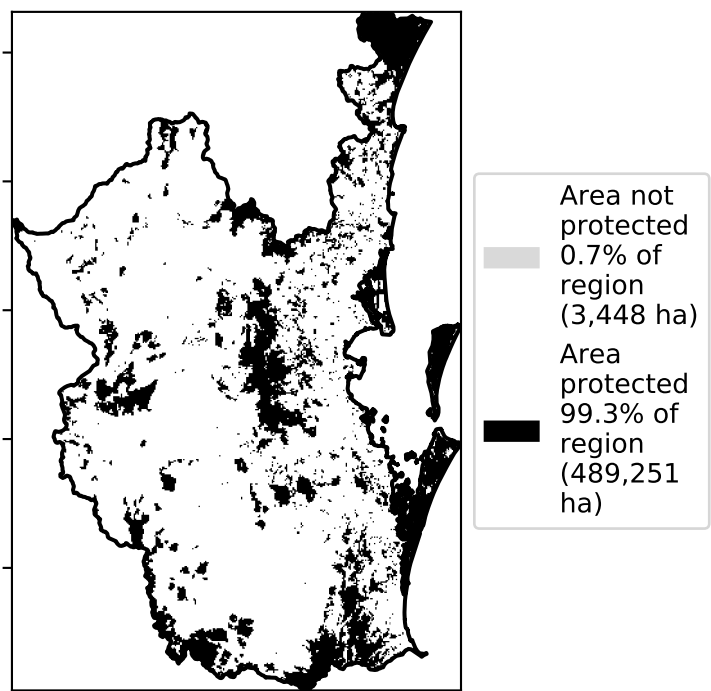 Area not
protected
0.7% of
region
(3,448 ha)
Area
protected
99.3% of
region
(489,251
ha)